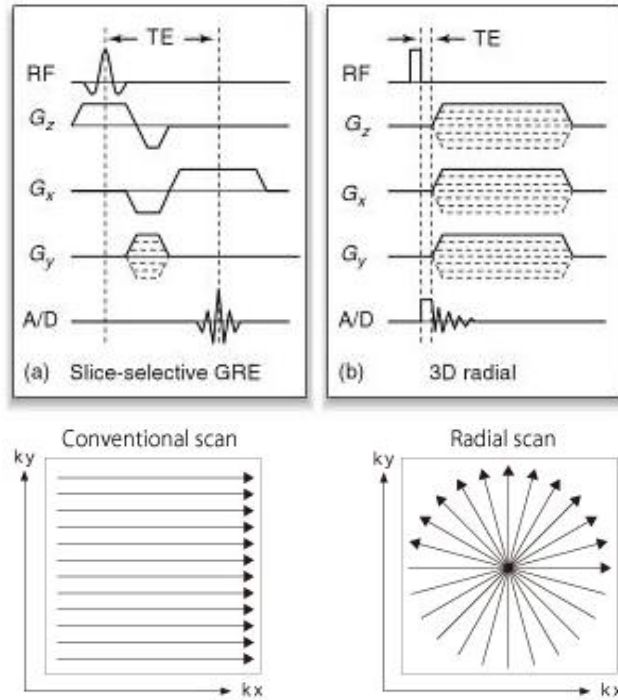 TE
RF
Gz
Gx
Gy
A/D
(a) Slice-selective GRE
TE
RF
Gz
Gx
Gy
A/D
(b) 3D radial
Conventional scan
ky
kx
Radial scan
ky
kx